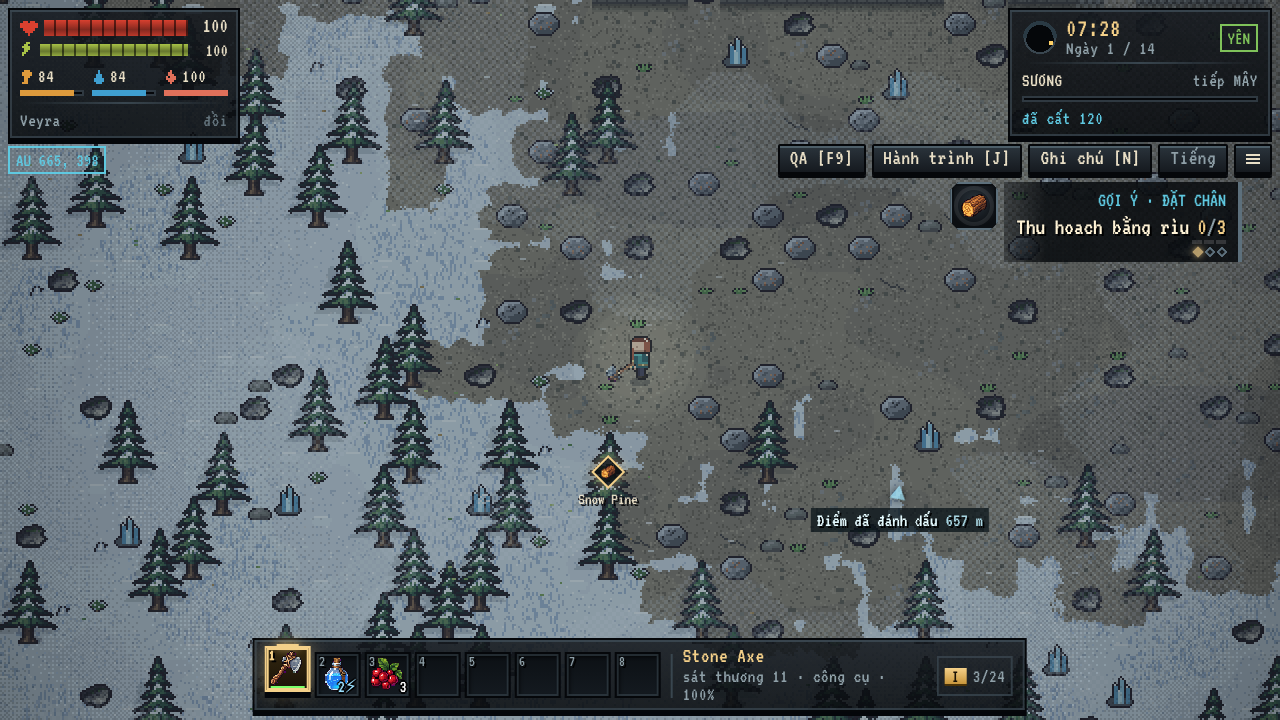 100
100
84 84 100
Veyra đồi
AU 665, 398
07:28
Ngày 1 / 14
YÊN
SƯƠNG tiếp MÂY
đã cất 120
QA [F9] Hành trình [J] Ghi chú [N] Tiếng
GỢI Ý · ĐẶT CHÂN
Thu hoạch bằng rìu 0/3
Snow Pine
Điểm đã đánh dấu 657 m
1 2 3 4 5 6 7 8
2 3
Stone Axe
sát thương 11 · công cụ ·
100%
I 3/24